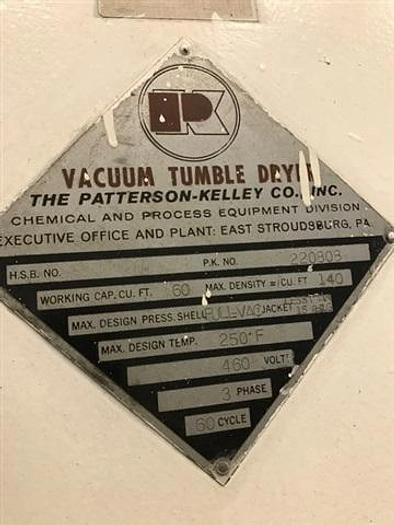 PK
VACUUM TUMBLE DRYER
THE PATTERSON-KELLEY CO., INC.
CHEMICAL AND PROCESS EQUIPMENT DIVISION
EXECUTIVE OFFICE AND PLANT: EAST STROUDSBURG, PA.
H.S.B. NO. P.K. NO. 220808
WORKING CAP. CU. FT. 60 MAX. DENSITY #/CU. FT. 140
MAX. DESIGN PRESS. SHELL FULL-VAC JACKET
MAX. DESIGN TEMP. 250°F
460 VOLT
3 PHASE
60 CYCLE